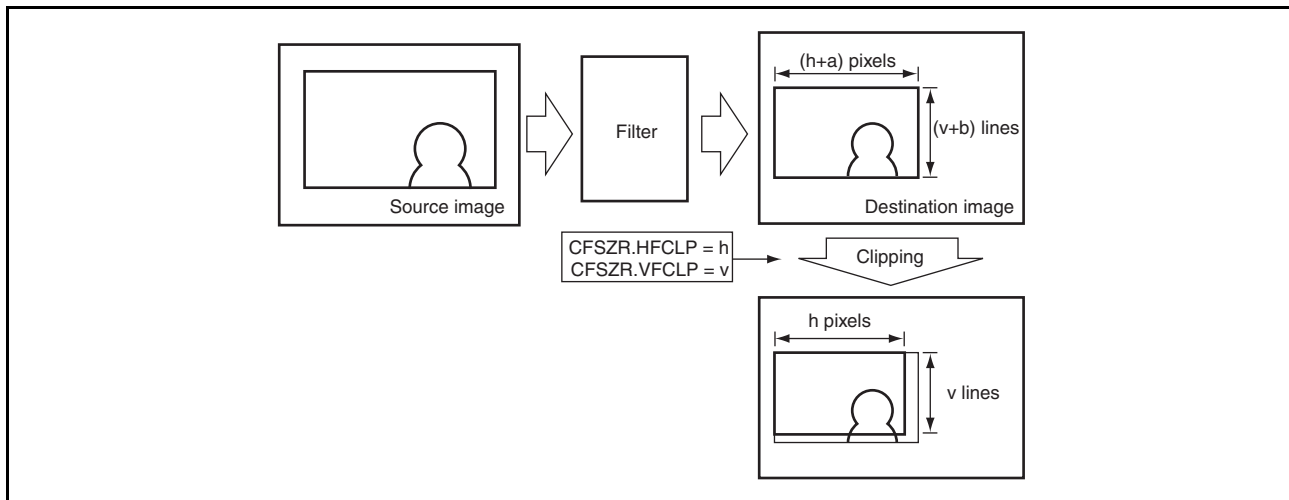 (h+a) pixels
(v+b) lines
Filter
Source image
Destination image
CFSZR.HFCLP = h
CFSZR.VFCLP = v
Clipping
h pixels
v lines